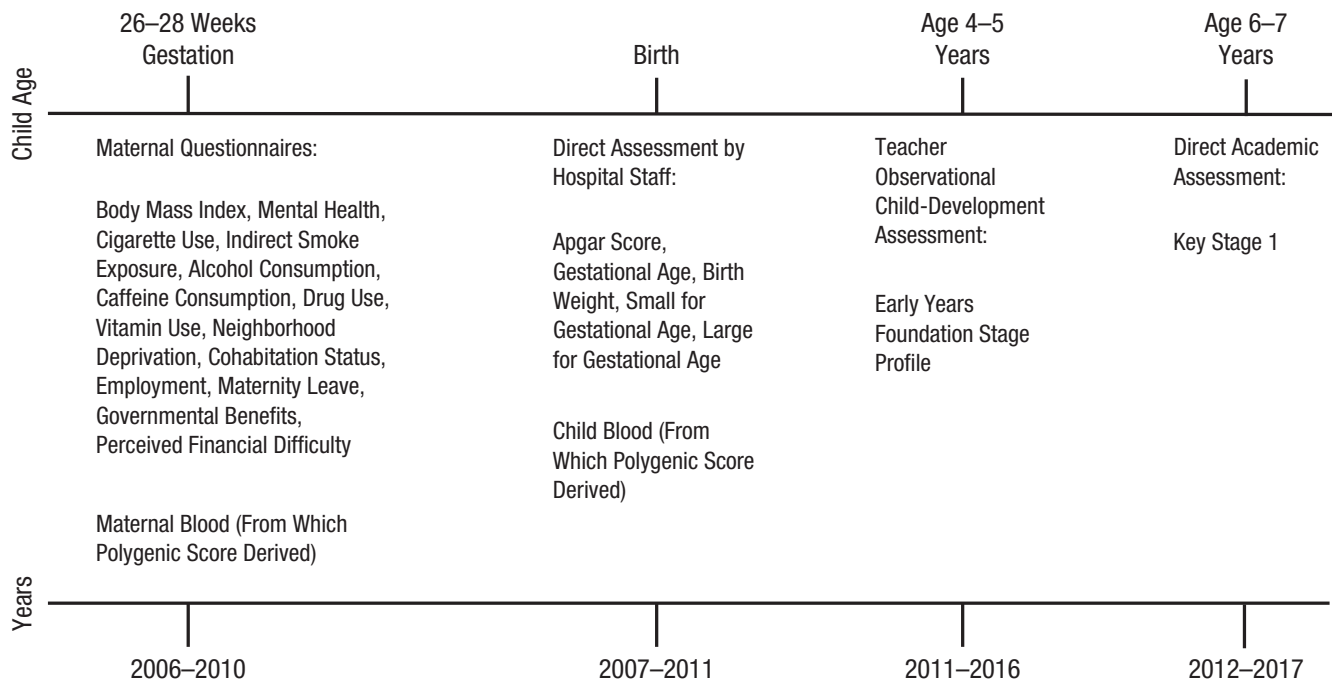 Child Age
26–28 Weeks
Gestation
Birth
Age 4–5
Years
Age 6–7
Years
Maternal Questionnaires:
Body Mass Index, Mental Health,
Cigarette Use, Indirect Smoke
Exposure, Alcohol Consumption,
Caffeine Consumption, Drug Use,
Vitamin Use, Neighborhood
Deprivation, Cohabitation Status,
Employment, Maternity Leave,
Governmental Benefits,
Perceived Financial Difficulty
Maternal Blood (From Which
Polygenic Score Derived)
Direct Assessment by
Hospital Staff:
Apgar Score,
Gestational Age, Birth
Weight, Small for
Gestational Age, Large
for Gestational Age
Child Blood (From
Which Polygenic Score
Derived)
Teacher
Observational
Child-Development
Assessment:
Early Years
Foundation Stage
Profile
Direct Academic
Assessment:
Key Stage 1
Years
2006–2010
2007–2011
2011–2016
2012–2017